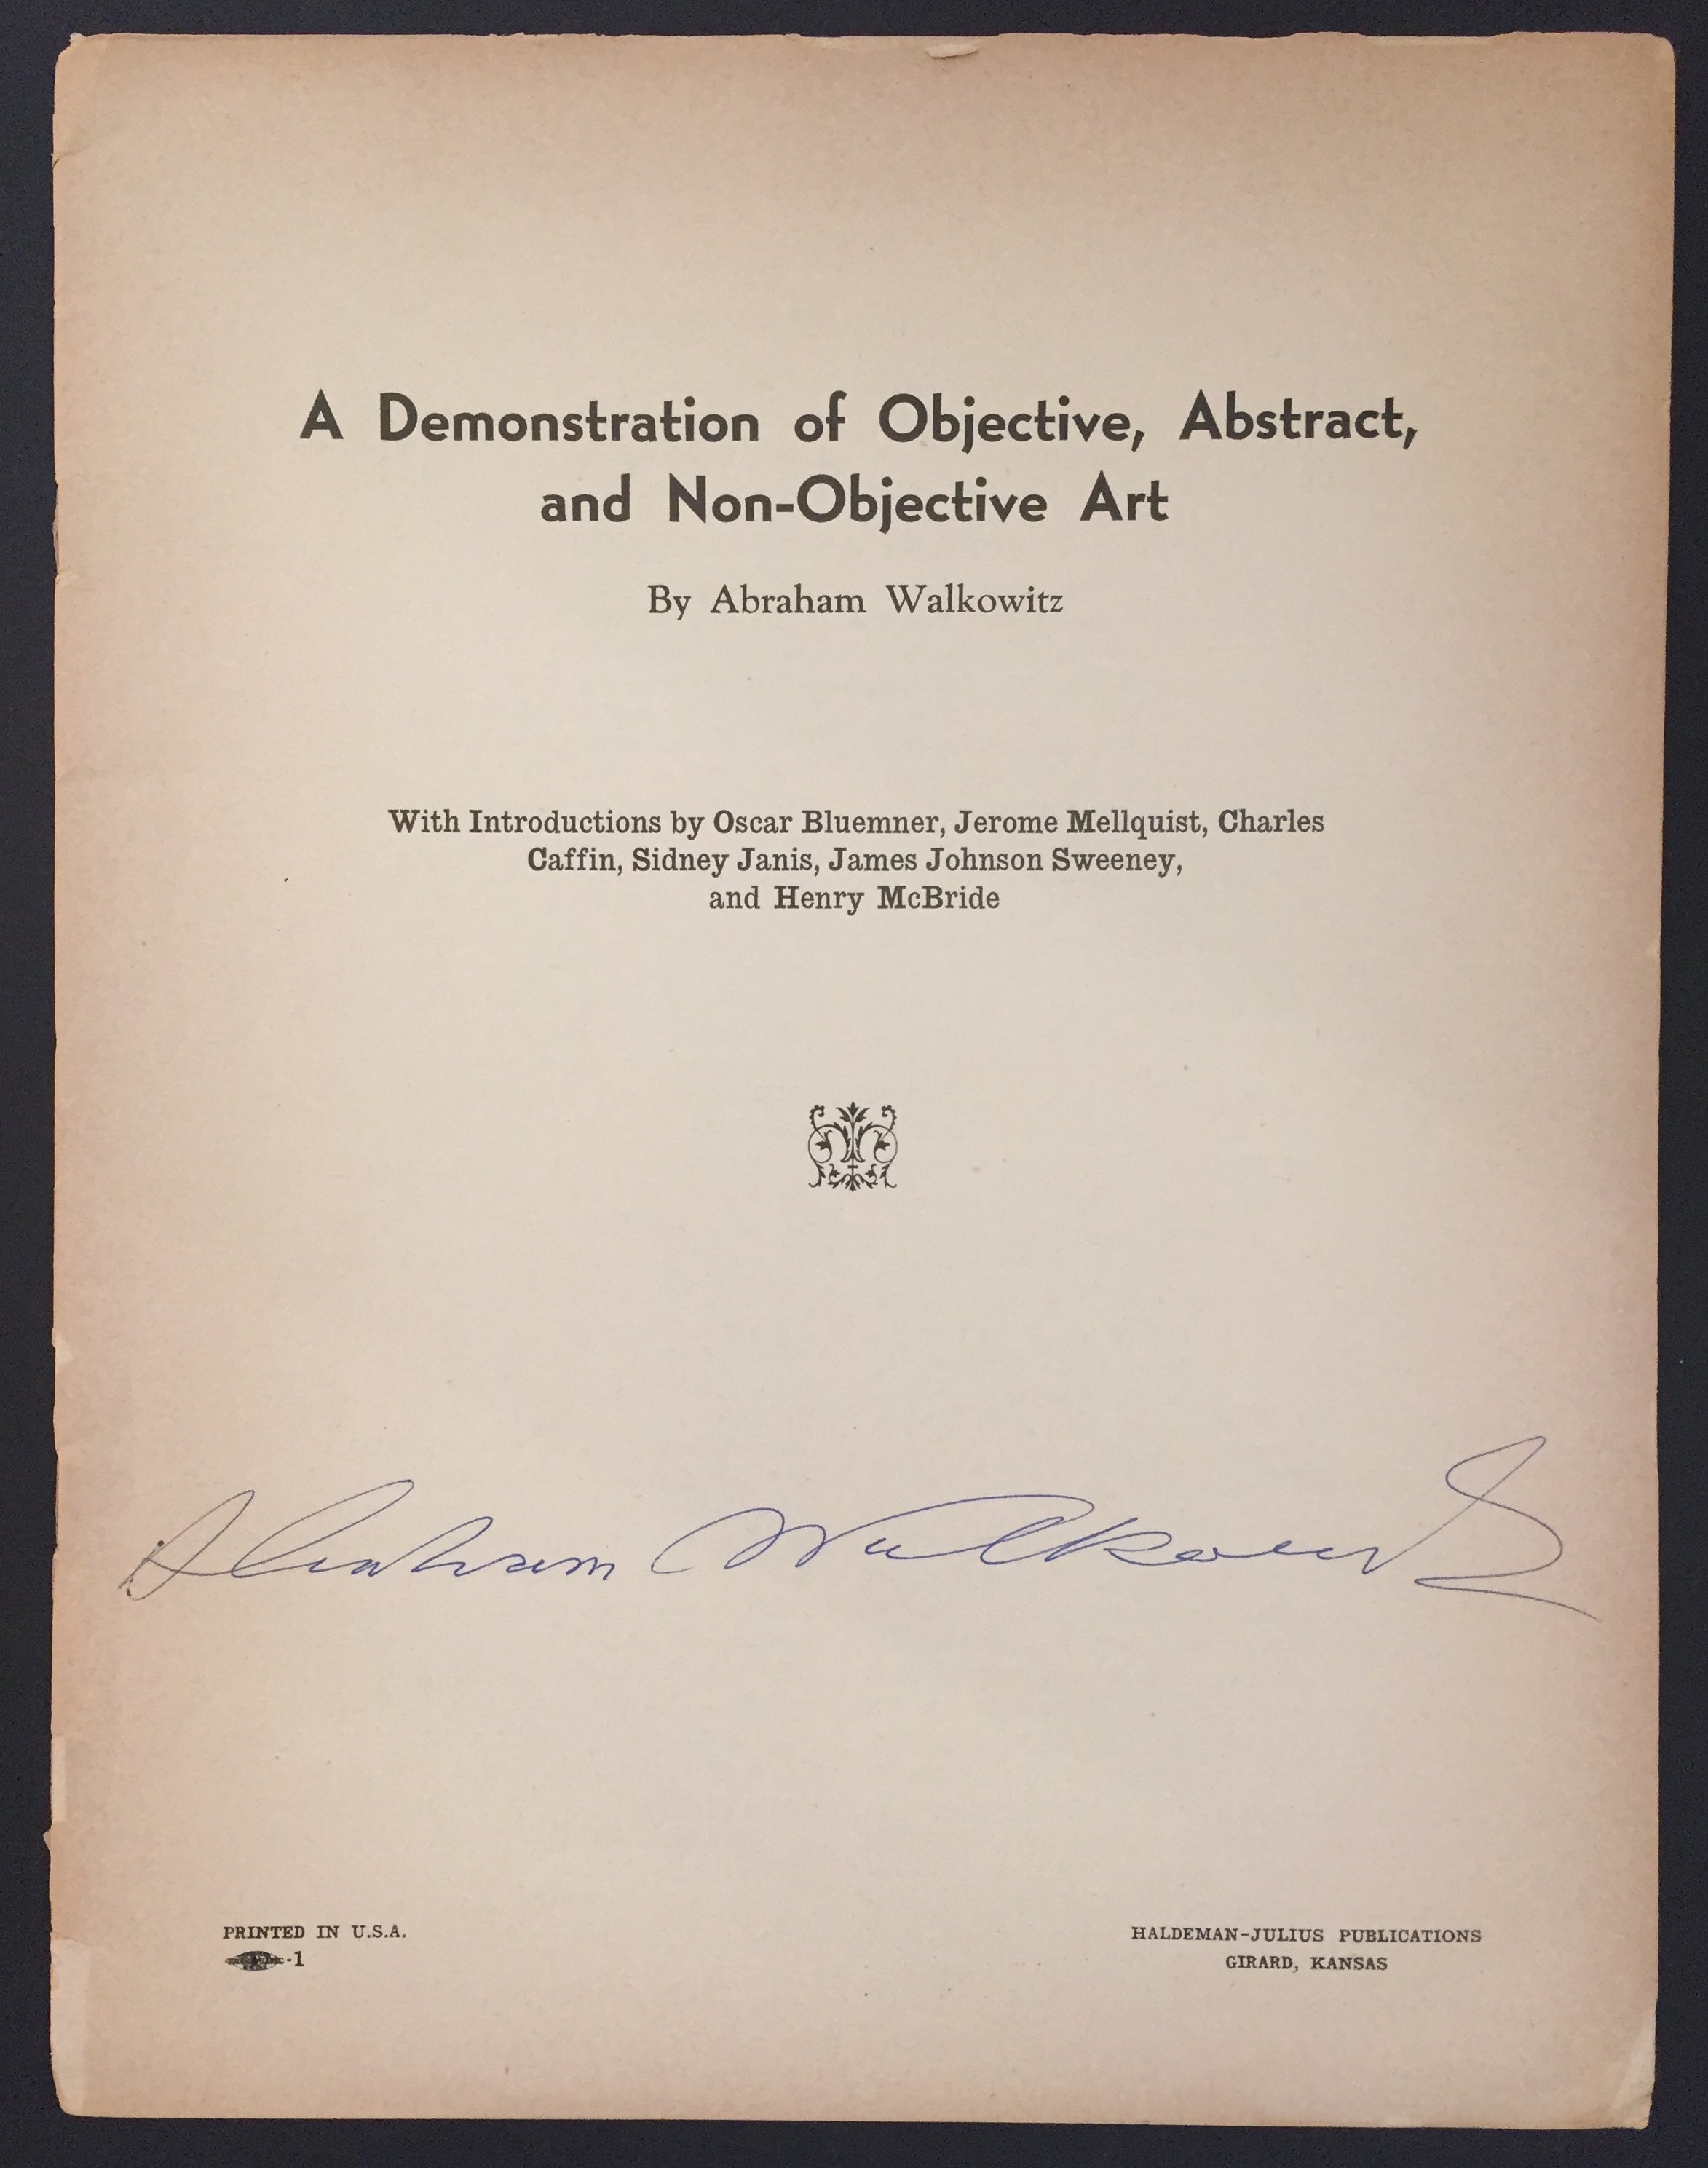 A Demonstration of Objective, Abstract,
and Non-Objective Art
By Abraham Walkowitz
With Introductions by Oscar Bluemner, Jerome Mellquist, Charles
Caffin, Sidney Janis, James Johnson Sweeney,
and Henry McBride
Abraham Walkowitz
PRINTED IN U.S.A.
-1
HALDEMAN-JULIUS PUBLICATIONS
GIRARD, KANSAS